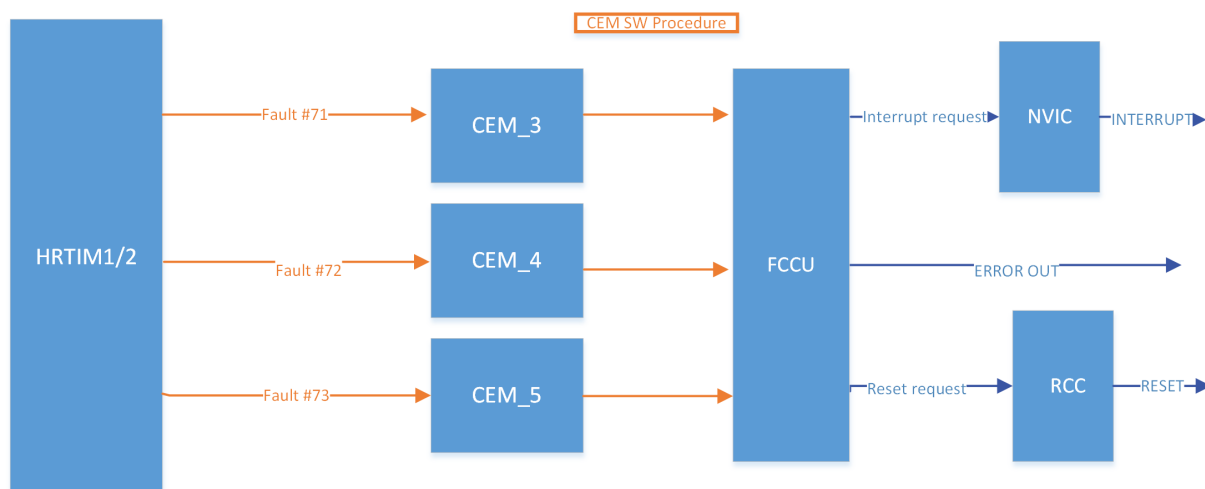 CEM SW Procedure
HRTIM1/2
Fault #71
CEM_3
Interrupt request
NVIC
INTERRUPT
Fault #72
CEM_4
FCCU
ERROR OUT
Fault #73
CEM_5
Reset request
RCC
RESET